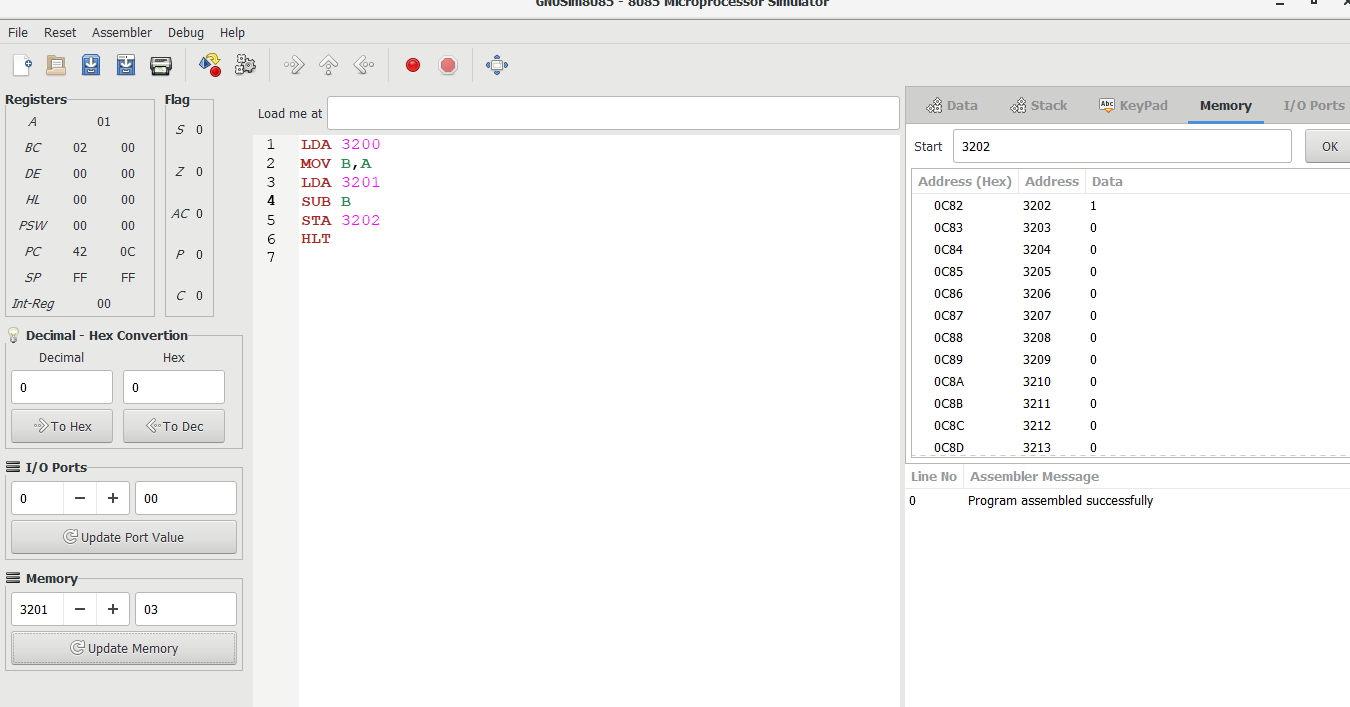 GNUSim8085 - 8085 Microprocessor Simulator
File Reset Assembler Debug Help
Registers
A 01
BC 02 00
DE 00 00
HL 00 00
PSW 00 00
PC 42 0C
SP FF FF
Int-Reg 00
Flag
S 0
Z 0
AC 0
P 0
C 0
Decimal - Hex Convertion
Decimal Hex
0 0
To Hex To Dec
I/O Ports
0 − + 00
Update Port Value
Memory
3201 − + 03
Update Memory
Load me at
1 LDA 3200
2 MOV B,A
3 LDA 3201
4 SUB B
5 STA 3202
6 HLT
7
Data Stack Abc KeyPad Memory I/O Ports
Start 3202 OK
Address (Hex) Address Data
0C82 3202 1
0C83 3203 0
0C84 3204 0
0C85 3205 0
0C86 3206 0
0C87 3207 0
0C88 3208 0
0C89 3209 0
0C8A 3210 0
0C8B 3211 0
0C8C 3212 0
0C8D 3213 0
Line No Assembler Message
0 Program assembled successfully